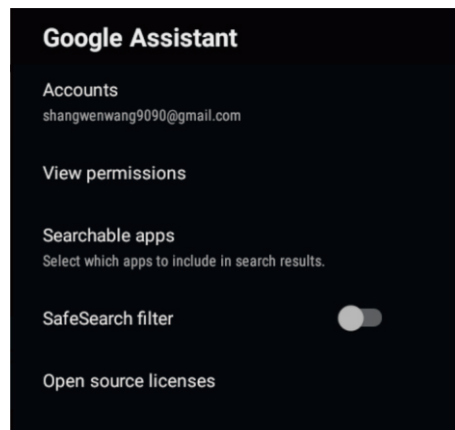 Google Assistant
Accounts
shangwenwang9090@gmail.com
View permissions
Searchable apps
Select which apps to include in search results.
SafeSearch filter
Open source licenses